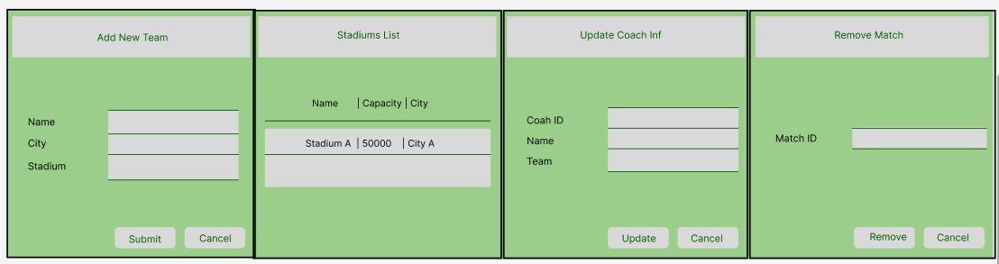 Add New Team
Name
City
Stadium
Submit Cancel
Stadiums List
Name | Capacity | City
Stadium A | 50000 | City A
Update Coach Inf
Coah ID
Name
Team
Update Cancel
Remove Match
Match ID
Remove Cancel